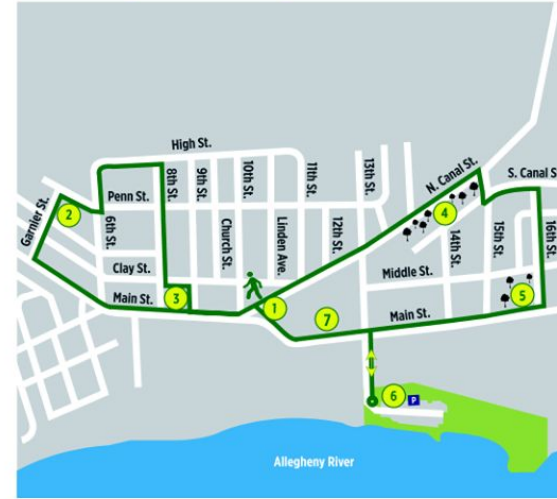 High St.
Penn St.
6th St.
8th St.
9th St.
10th St.
11th St.
13th St.
N. Canal St.
S. Canal S
Garnler St.
2
4
Church St.
Linden Ave.
12th St.
14th St.
15th St.
16th St.
Clay St.
Middle St.
Main St.
3
1
7
Main St.
5
6
P
Allegheny River